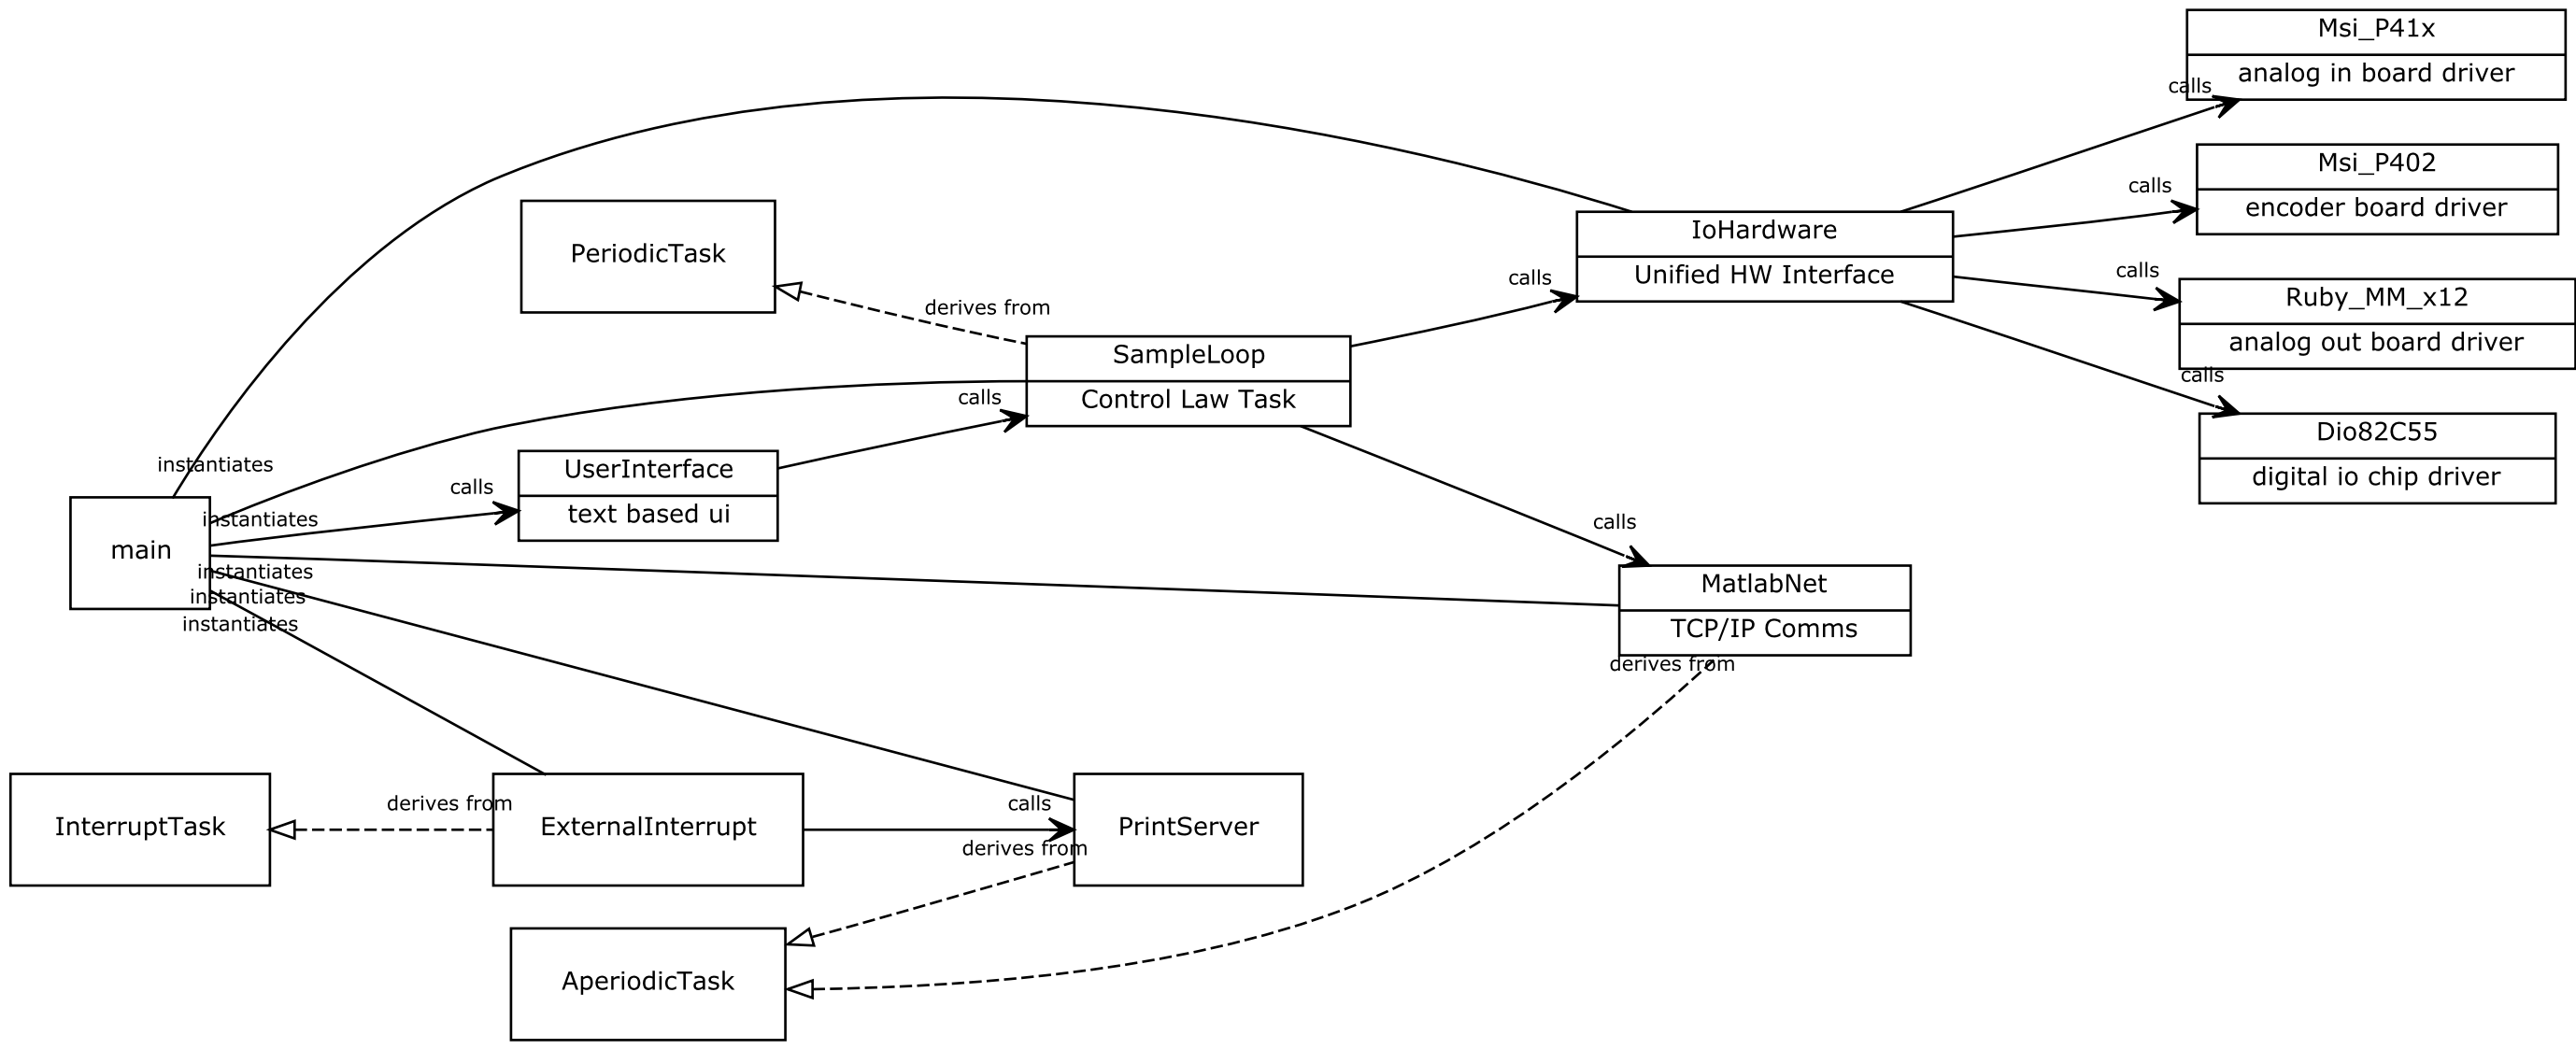 Msi_P41x
analog in board driver
calls
Msi_P402
encoder board driver
calls
IoHardware
Unified HW Interface
calls
PeriodicTask
derives from
calls
Ruby_MM_x12
analog out board driver
calls
SampleLoop
Control Law Task
calls
Dio82C55
digital io chip driver
instantiates
UserInterface
text based ui
calls
instantiates
main
calls
instantiates
instantiates
instantiates
MatlabNet
TCP/IP Comms
derives from
InterruptTask
derives from
ExternalInterrupt
calls
PrintServer
derives from
AperiodicTask